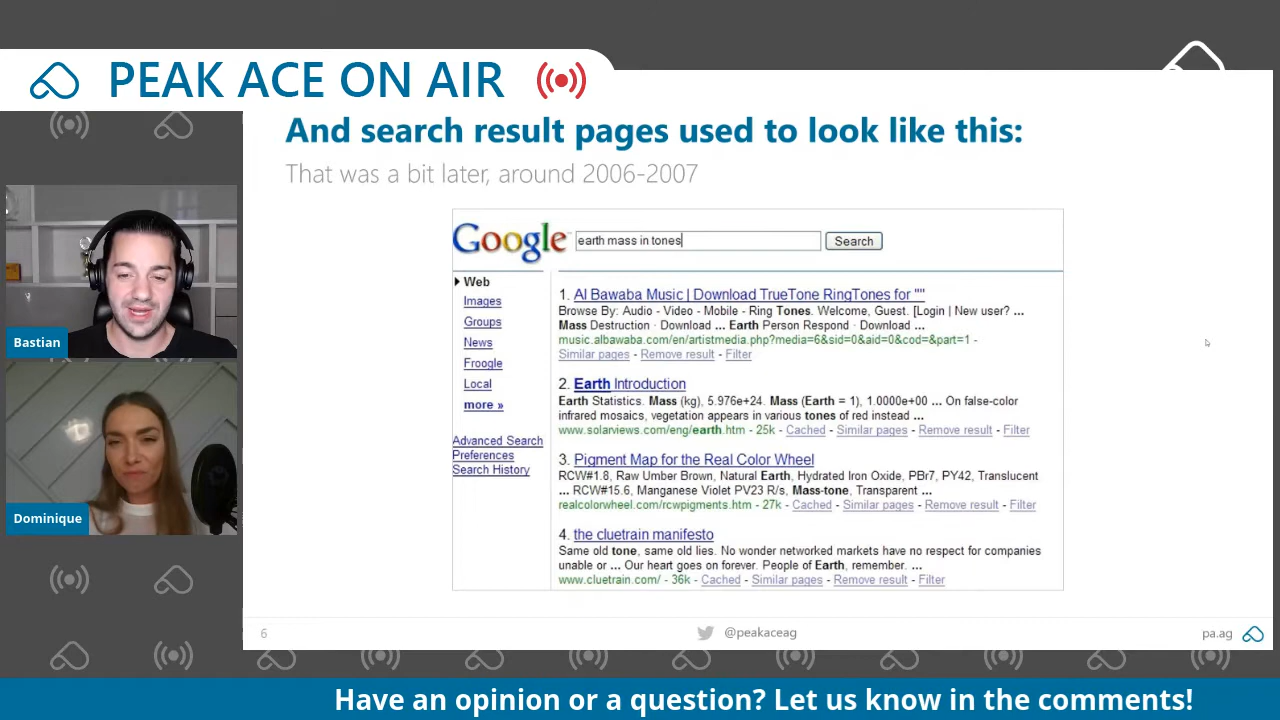 PEAK ACE ON AIR
And search result pages used to look like this:
That was a bit later, around 2006-2007
Google
earth mass in tones
Search
Web
Images
Groups
News
Froogle
Local
more »
Advanced Search
Preferences
Search History
1. Al Bawaba Music | Download TrueTone RingTones for ""
Browse By: Audio - Video - Mobile - Ring Tones. Welcome, Guest. [Login | New user? ...
Mass Destruction · Download ... Earth Person Respond · Download ...
music.albawaba.com/en/artistmedia.php?media=6&sid=0&aid=0&cod=&part=1 -
Similar pages - Remove result - Filter
2. Earth Introduction
Earth Statistics. Mass (kg), 5.976e+24. Mass (Earth = 1), 1.0000e+00 ... On false-color
infrared mosaics, vegetation appears in various tones of red instead ...
www.solarviews.com/eng/earth.htm - 25k - Cached - Similar pages - Remove result - Filter
3. Pigment Map for the Real Color Wheel
RCW#1.8, Raw Umber Brown, Natural Earth, Hydrated Iron Oxide, PBr7, PY42, Translucent
... RCW#15.6, Manganese Violet PV23 R/s, Mass-tone, Transparent ...
realcolorwheel.com/rcwpigments.htm - 27k - Cached - Similar pages - Remove result - Filter
4. the cluetrain manifesto
Same old tone, same old lies. No wonder networked markets have no respect for companies
unable or ... Our heart goes on forever. People of Earth, remember. ...
www.cluetrain.com/ - 36k - Cached - Similar pages - Remove result - Filter
Bastian
Dominique
6
@peakaceag
pa.ag
Have an opinion or a question? Let us know in the comments!